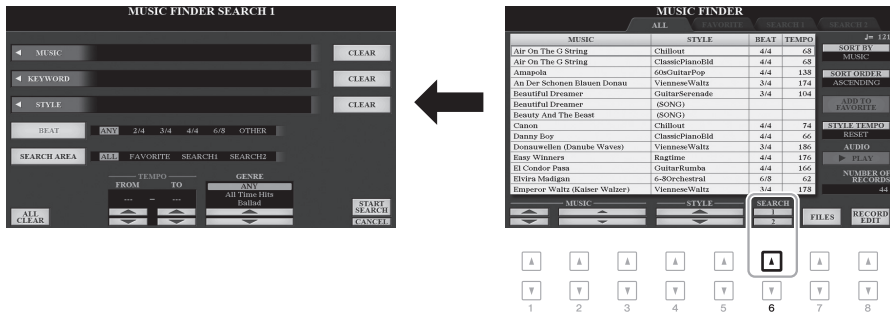 MUSIC FINDER SEARCH 1
MUSIC
CLEAR
KEYWORD
CLEAR
STYLE
CLEAR
BEAT
ANY 2/4 3/4 4/4 6/8 OTHER
SEARCH AREA
ALL FAVORITE SEARCH1 SEARCH2
TEMPO
FROM TO
--- – ---
GENRE
ANY
All Time Hits
Ballad
ALL CLEAR
START SEARCH
CANCEL
MUSIC FINDER
ALL FAVORITE SEARCH 1 SEARCH 2
♩= 121
MUSIC STYLE BEAT TEMPO
Air On The G String Chillout 4/4 68
Air On The G String ClassicPianoBld 4/4 68
Amapola 60sGuitarPop 4/4 138
An Der Schonen Blauen Donau VienneseWaltz 3/4 174
Beautiful Dreamer GuitarSerenade 3/4 104
Beautiful Dreamer (SONG)
Beauty And The Beast (SONG)
Canon Chillout 4/4 74
Danny Boy ClassicPianoBld 4/4 66
Donauwellen (Danube Waves) VienneseWaltz 3/4 186
Easy Winners Ragtime 4/4 176
El Condor Pasa GuitarRumba 4/4 166
Elvira Madigan 6-8Orchestral 6/8 62
Emperor Waltz (Kaiser Walzer) VienneseWaltz 3/4 178
SORT BY
MUSIC
SORT ORDER
ASCENDING
ADD TO FAVORITE
STYLE TEMPO
RESET
AUDIO
PLAY
NUMBER OF RECORDS
44
MUSIC STYLE SEARCH
1
2
FILES
RECORD EDIT
1 2 3 4 5 6 7 8